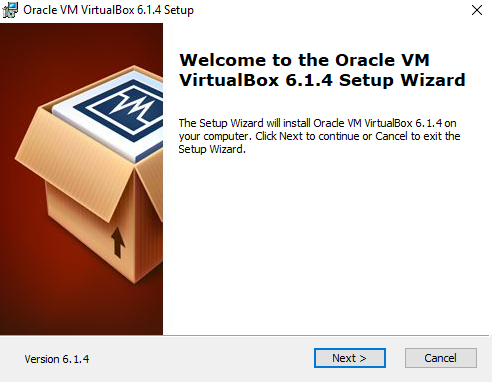 Oracle VM VirtualBox 6.1.4 Setup
Welcome to the Oracle VM
VirtualBox 6.1.4 Setup Wizard
The Setup Wizard will install Oracle VM VirtualBox 6.1.4 on
your computer. Click Next to continue or Cancel to exit the
Setup Wizard.
Version 6.1.4
Next >
Cancel